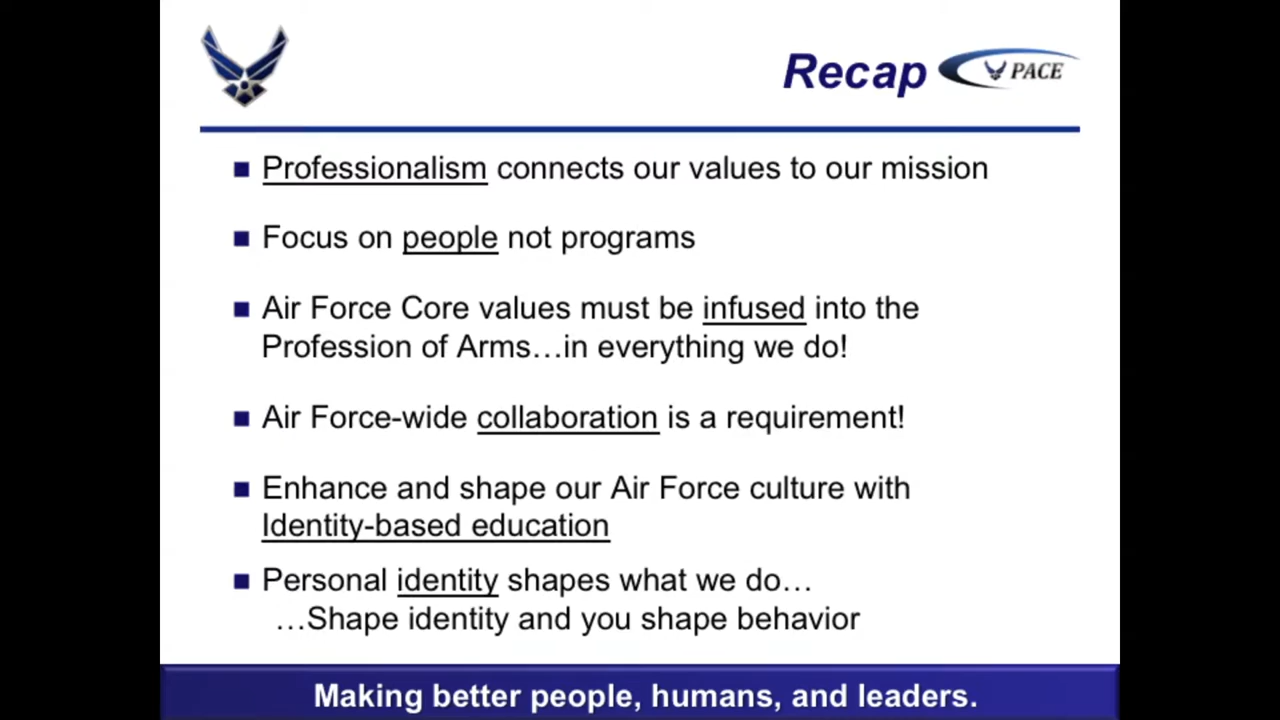 Recap
PACE
Professionalism connects our values to our mission
Focus on people not programs
Air Force Core values must be infused into the
Profession of Arms…in everything we do!
Air Force-wide collaboration is a requirement!
Enhance and shape our Air Force culture with
Identity-based education
Personal identity shapes what we do…
…Shape identity and you shape behavior
Making better people, humans, and leaders.